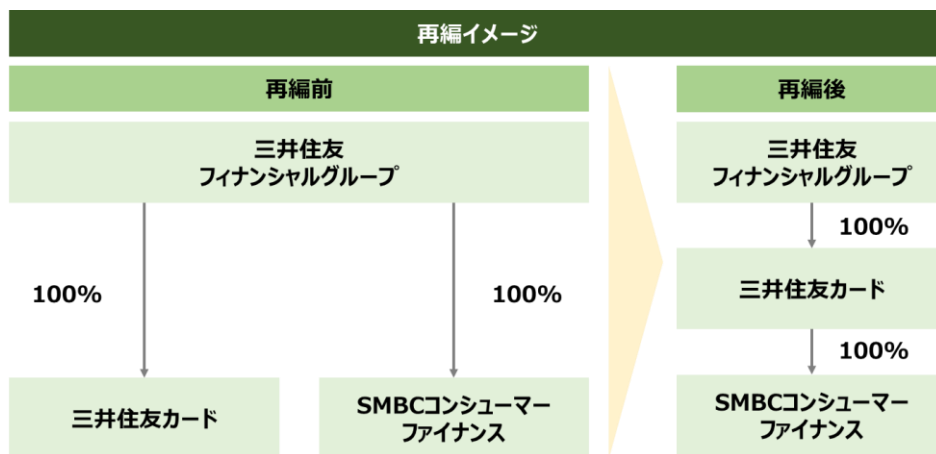 再編イメージ
再編前
三井住友
フィナンシャルグループ
100%
100%
三井住友カード
SMBCコンシューマー
ファイナンス
再編後
三井住友
フィナンシャルグループ
100%
三井住友カード
100%
SMBCコンシューマー
ファイナンス